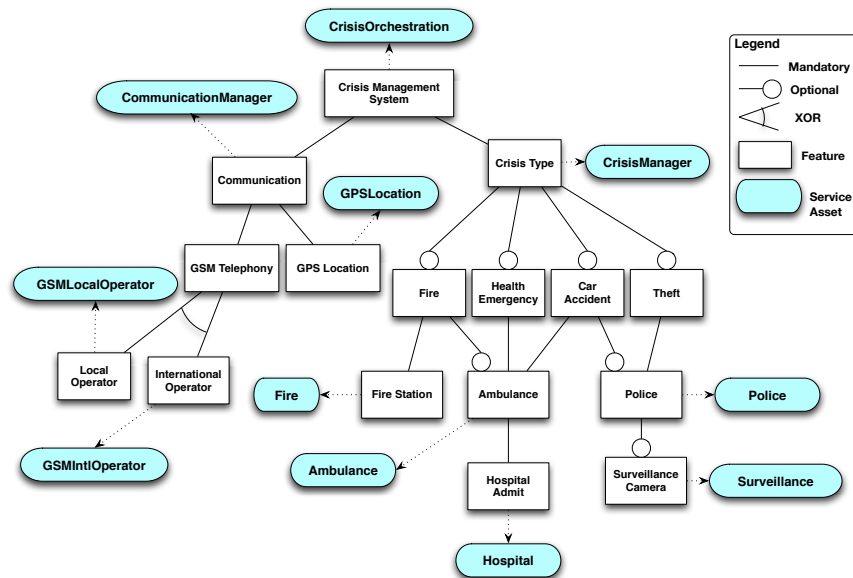 CrisisOrchestration
Legend
Mandatory
Optional
XOR
Feature
Service
Asset
Crisis Management
System
CommunicationManager
Crisis Type
CrisisManager
Communication
GPSLocation
GSM Telephony
GPS Location
GSMLocalOperator
Fire
Health
Emergency
Car
Accident
Theft
Local
Operator
International
Operator
Fire
Fire Station
Ambulance
Police
Police
GSMIntlOperator
Ambulance
Hospital
Admit
Surveillance
Camera
Surveillance
Hospital